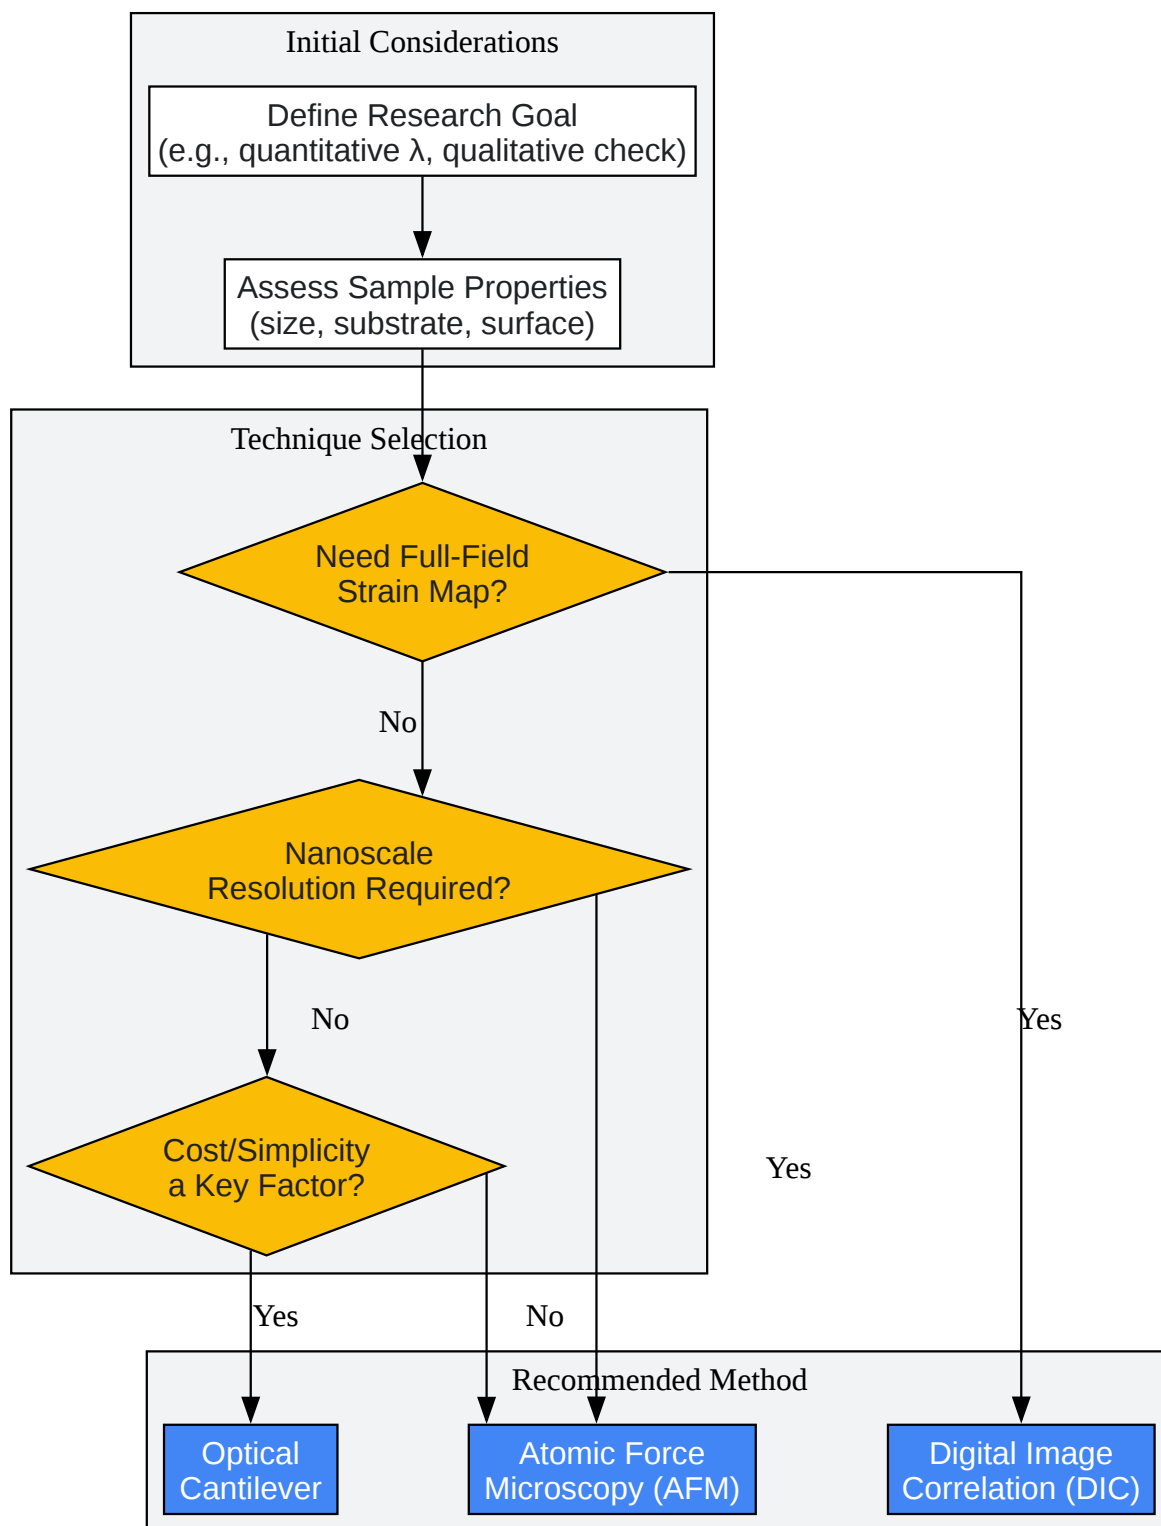 Initial Considerations
Define Research Goal
(e.g., quantitative λ, qualitative check)
Assess Sample Properties
(size, substrate, surface)
Technique Selection
Need Full-Field
Strain Map?
No
Nanoscale
Resolution Required?
No
Yes
Cost/Simplicity
a Key Factor?
Yes
Yes
No
Recommended Method
Optical
Cantilever
Atomic Force
Microscopy (AFM)
Digital Image
Correlation (DIC)